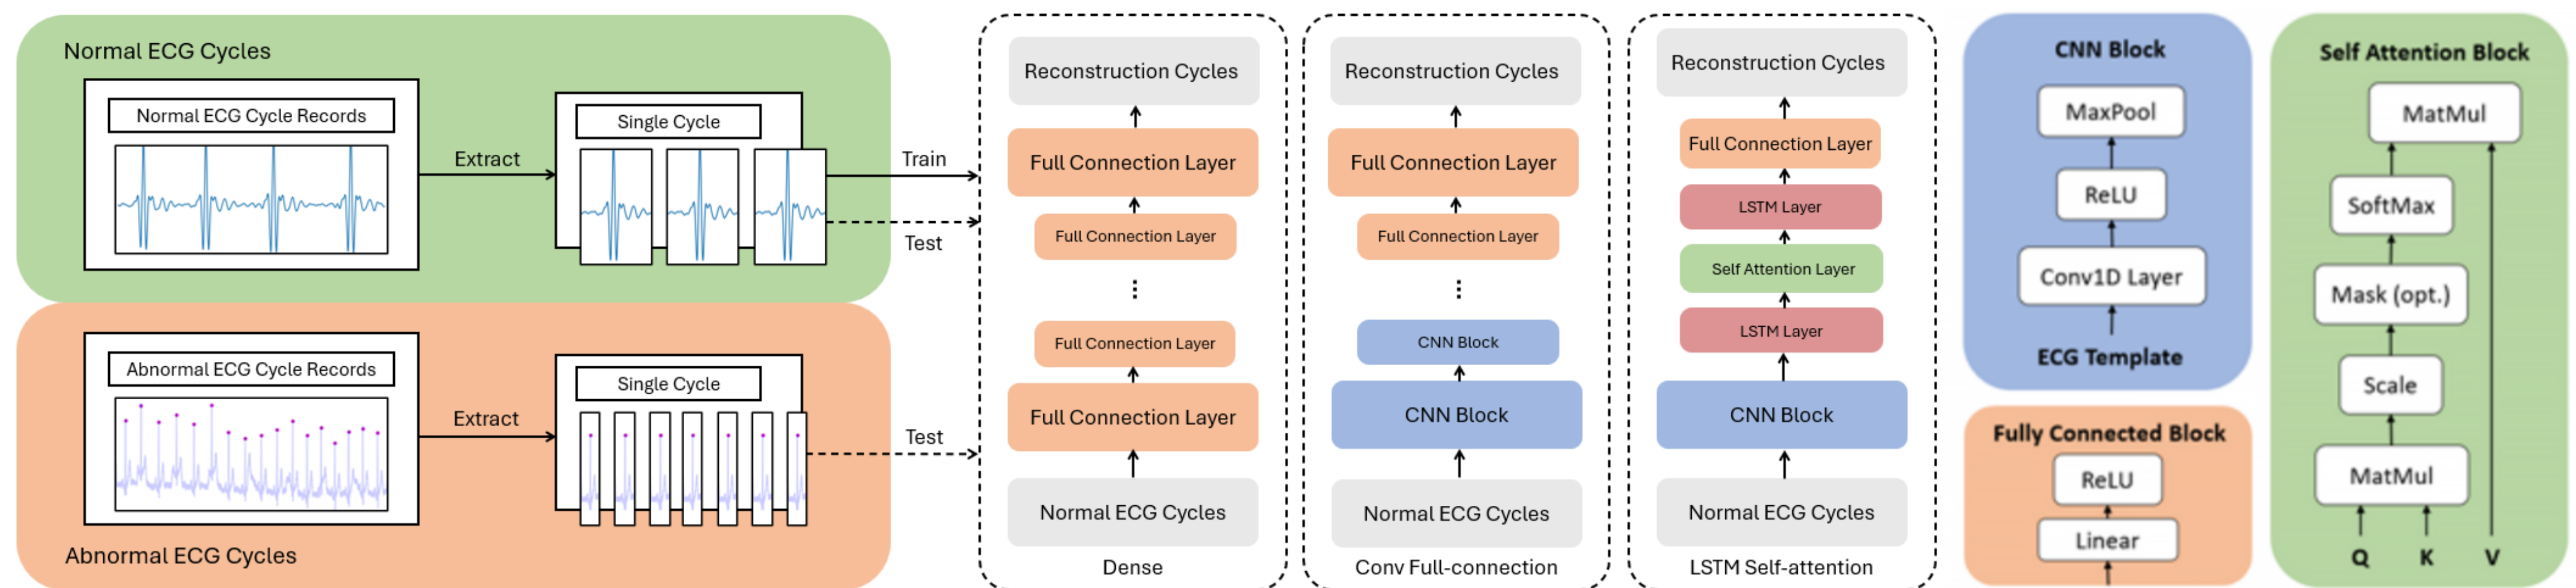 Normal ECG Cycles
Normal ECG Cycle Records
Extract
Single Cycle
Train
Test
Abnormal ECG Cycle Records
Extract
Single Cycle
Test
Abnormal ECG Cycles
Reconstruction Cycles
Full Connection Layer
Full Connection Layer
⋮
Full Connection Layer
Full Connection Layer
Normal ECG Cycles
Dense
Reconstruction Cycles
Full Connection Layer
Full Connection Layer
⋮
CNN Block
CNN Block
Normal ECG Cycles
Conv Full-connection
Reconstruction Cycles
Full Connection Layer
LSTM Layer
Self Attention Layer
LSTM Layer
CNN Block
Normal ECG Cycles
LSTM Self-attention
CNN Block
MaxPool
ReLU
Conv1D Layer
ECG Template
Fully Connected Block
ReLU
Linear
Self Attention Block
MatMul
SoftMax
Mask (opt.)
Scale
MatMul
Q K V